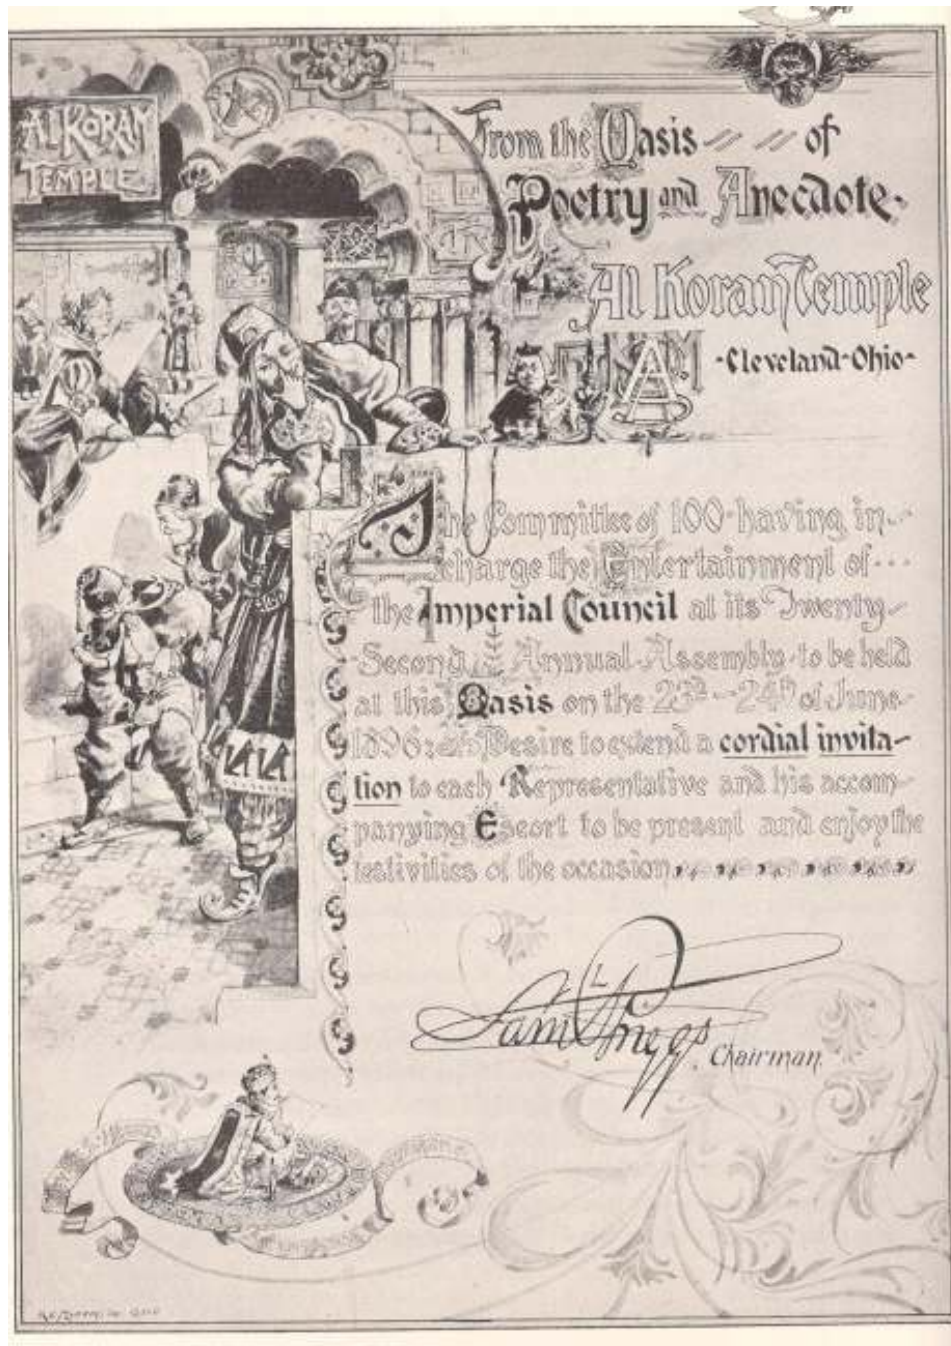 AL KORAN
TEMPLE
From the Oasis of
Poetry and Anecdote.
Al Koran Temple
-Cleveland-Ohio-
The Committee of 100 having in
charge the Entertainment of...
the Imperial Council at its Twenty
Second Annual Assembly to be held
at this Oasis on the 23d - 24th of June
1896: Desire to extend a cordial invita-
tion to each Representative and his accom-
panying Escort to be present and enjoy the
festivities of the occasion
Sam Briggs
Chairman.